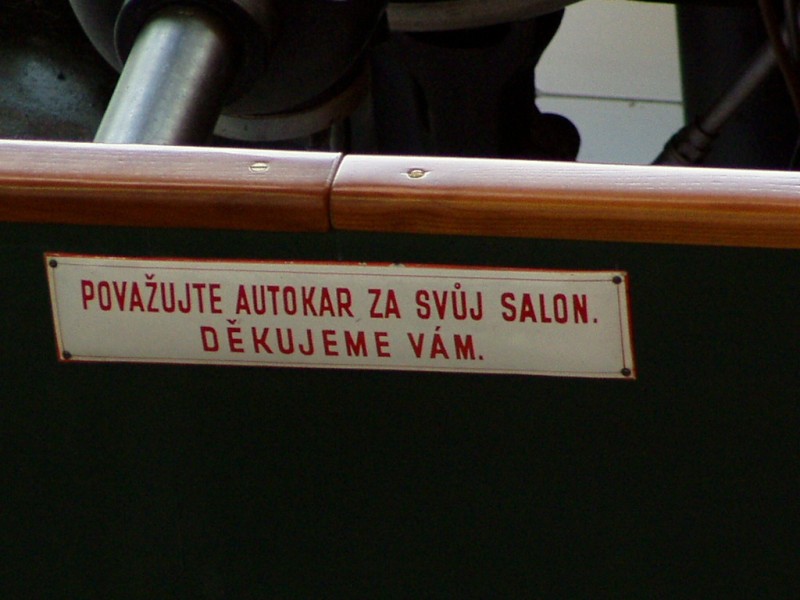 POVAŽUJTE AUTOKAR ZA SVŮJ SALON.
DĚKUJEME VÁM.